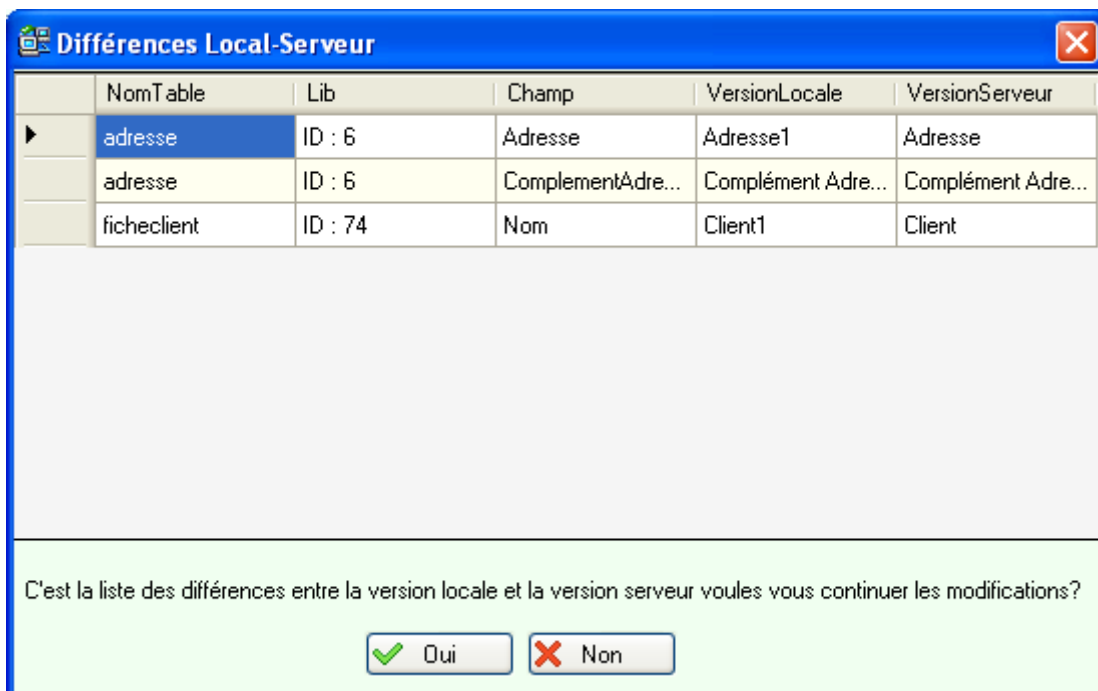 Différences Local-Serveur
NomTable Lib Champ VersionLocale VersionServeur
adresse ID : 6 Adresse Adresse1 Adresse
adresse ID : 6 ComplementAdre... Complément Adre... Complément Adre...
ficheclient ID : 74 Nom Client1 Client
C'est la liste des différences entre la version locale et la version serveur voules vous continuer les modifications?
Oui Non